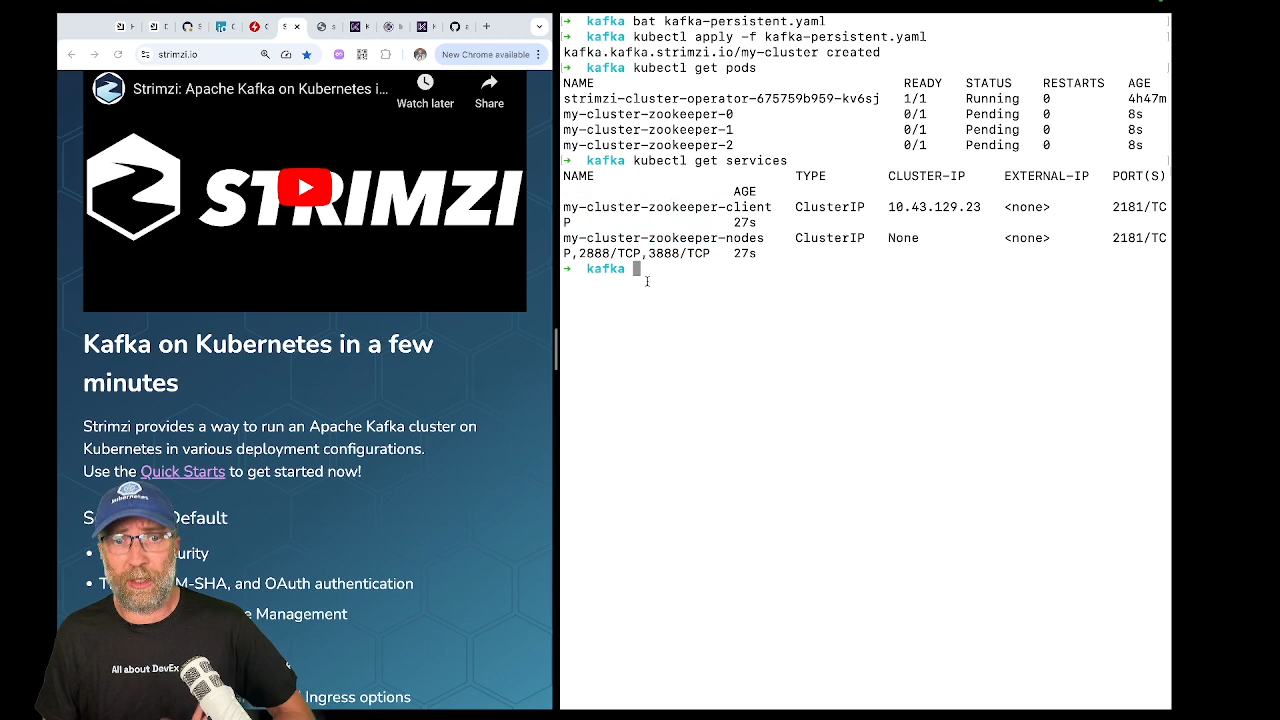 strimzi.io
New Chrome available
Strimzi: Apache Kafka on Kubernetes i...
Watch later
Share
STRIMZI
Kafka on Kubernetes in a few
minutes
Strimzi provides a way to run an Apache Kafka cluster on
Kubernetes in various deployment configurations.
Use the Quick Starts to get started now!
Default
M-SHA, and OAuth authentication
Management
Ingress options
kubernetes
All about DevEx
→ kafka bat kafka-persistent.yaml
→ kafka kubectl apply -f kafka-persistent.yaml
kafka.kafka.strimzi.io/my-cluster created
→ kafka kubectl get pods
NAME READY STATUS RESTARTS AGE
strimzi-cluster-operator-675759b959-kv6sj 1/1 Running 0 4h47m
my-cluster-zookeeper-0 0/1 Pending 0 8s
my-cluster-zookeeper-1 0/1 Pending 0 8s
my-cluster-zookeeper-2 0/1 Pending 0 8s
→ kafka kubectl get services
NAME TYPE CLUSTER-IP EXTERNAL-IP PORT(S)
AGE
my-cluster-zookeeper-client ClusterIP 10.43.129.23 <none> 2181/TC
P 27s
my-cluster-zookeeper-nodes ClusterIP None <none> 2181/TC
P,2888/TCP,3888/TCP 27s
→ kafka